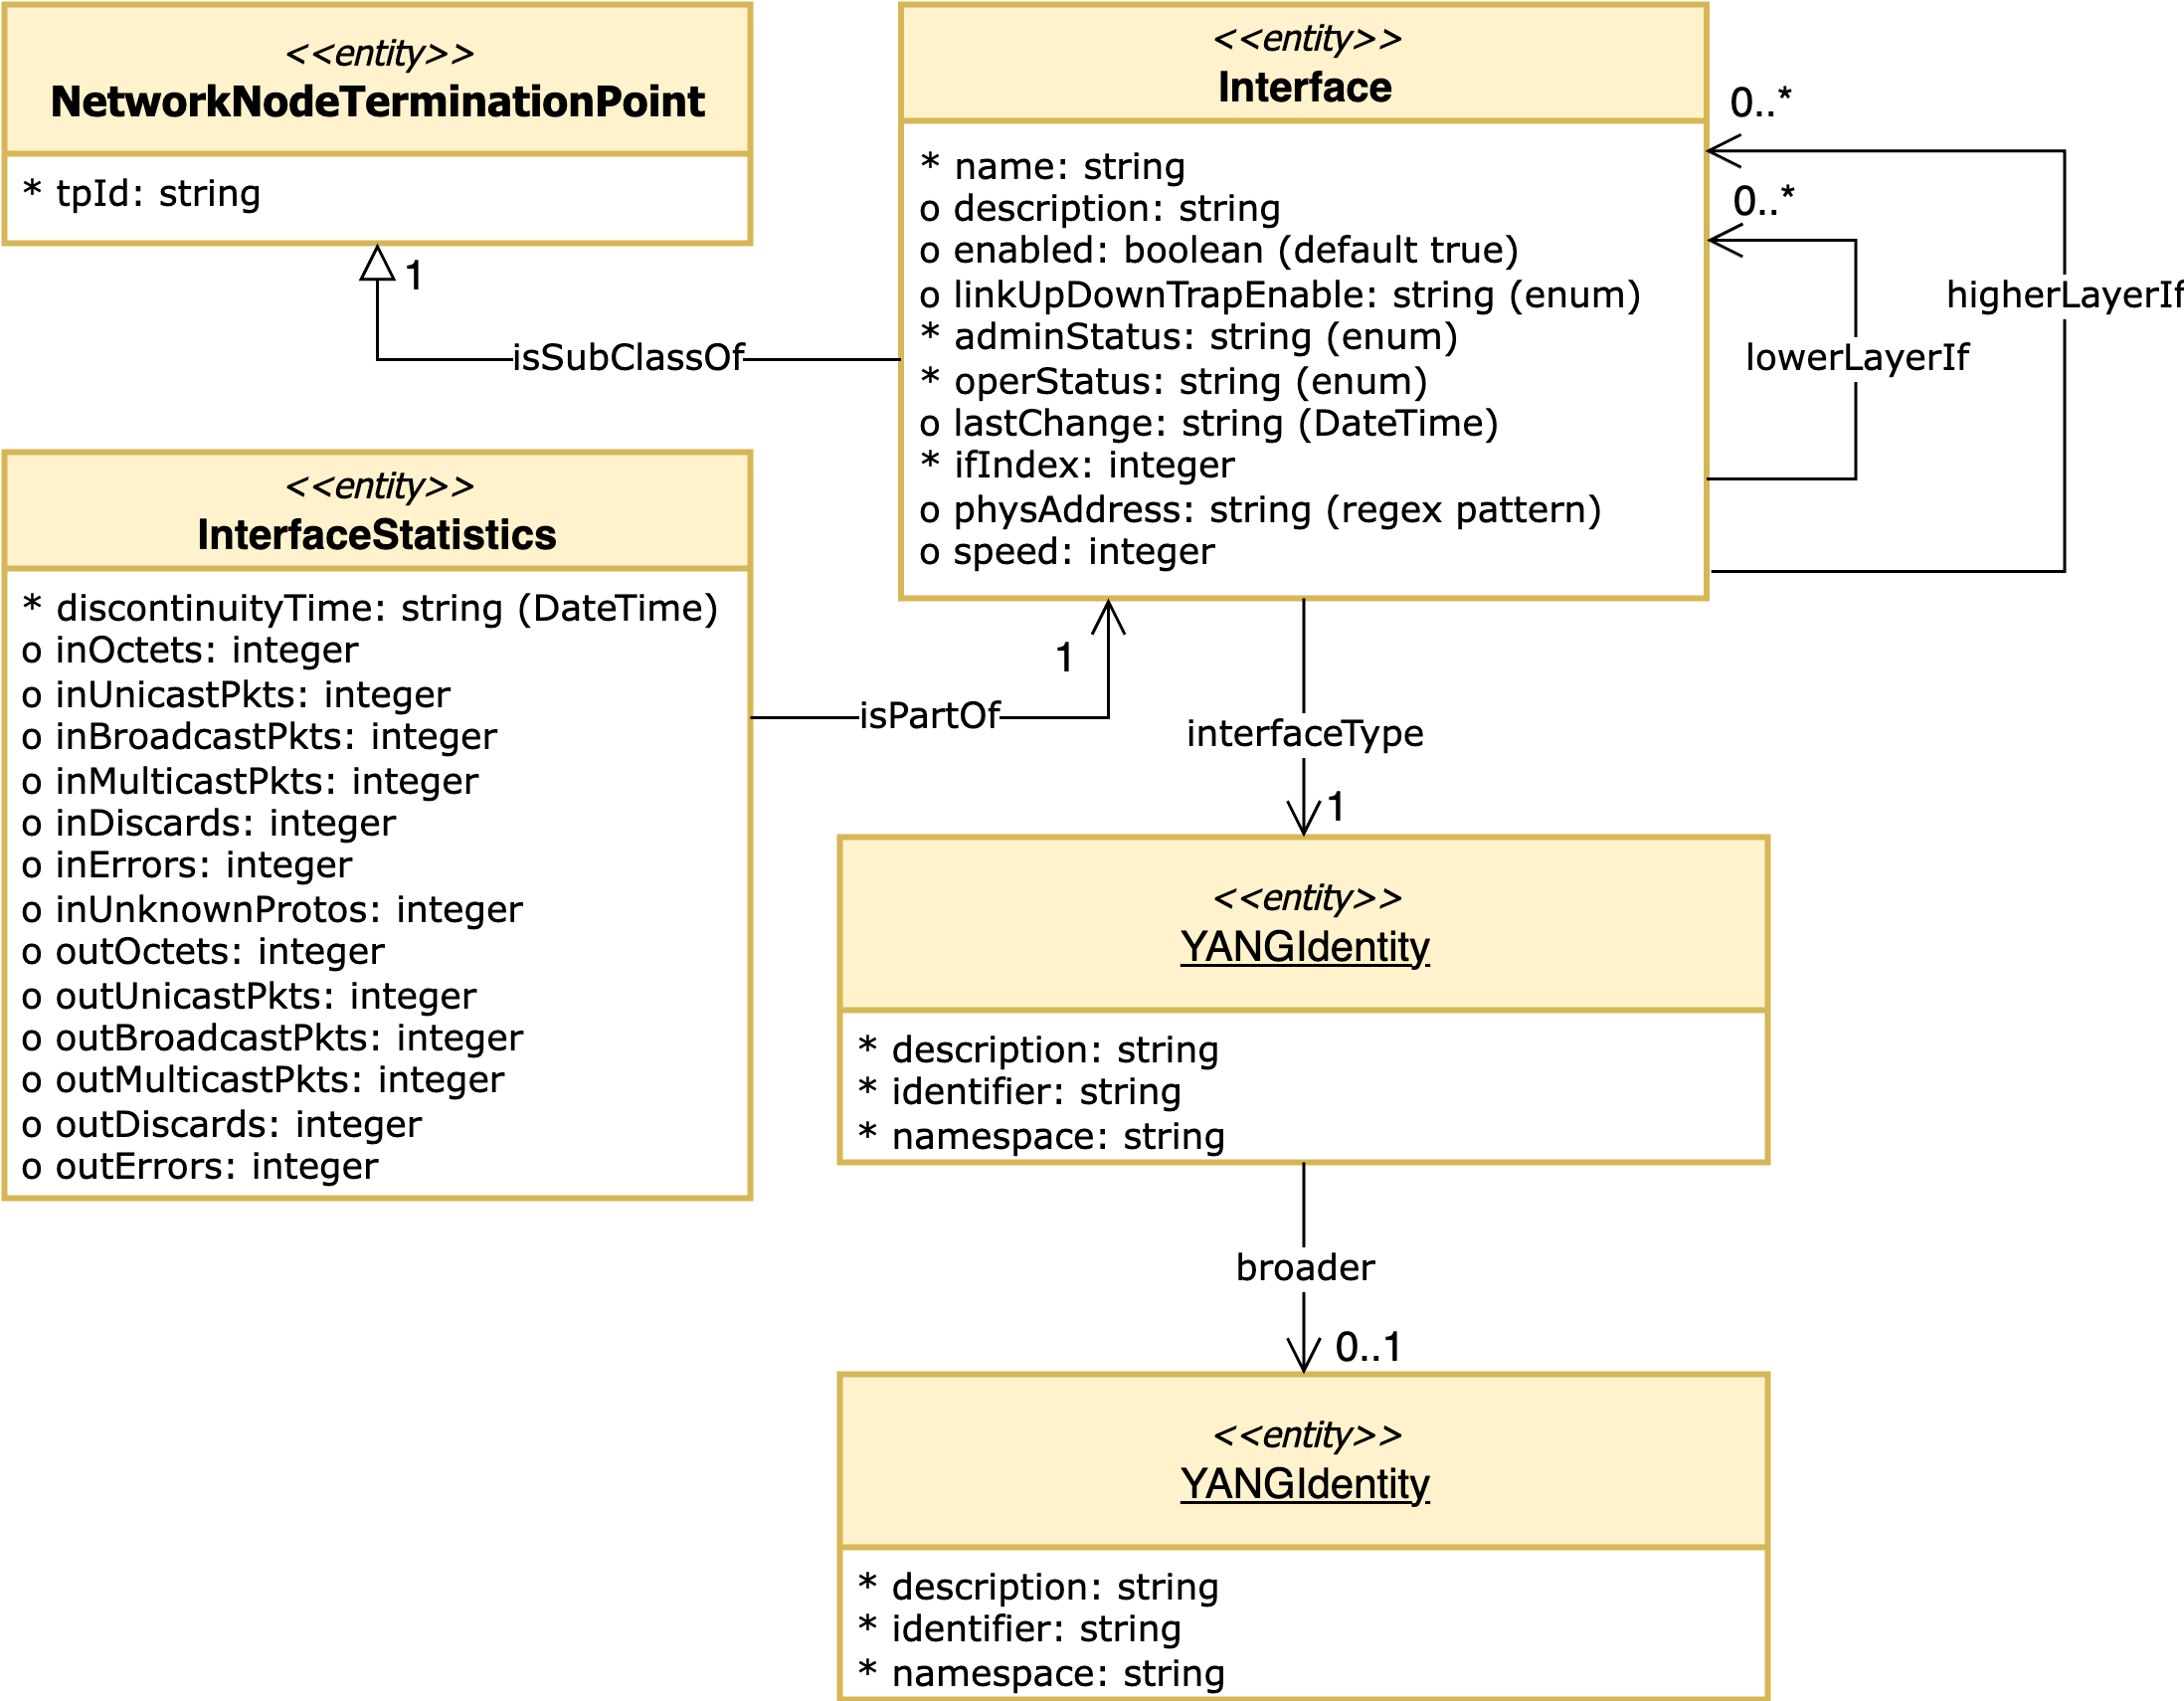 <<entity>>
NetworkNodeTerminationPoint
* tpId: string
1
isSubClassOf
<<entity>>
Interface
* name: string
o description: string
o enabled: boolean (default true)
o linkUpDownTrapEnable: string (enum)
* adminStatus: string (enum)
* operStatus: string (enum)
o lastChange: string (DateTime)
* ifIndex: integer
o physAddress: string (regex pattern)
o speed: integer
0..*
0..*
higherLayerIf
lowerLayerIf
<<entity>>
InterfaceStatistics
* discontinuityTime: string (DateTime)
o inOctets: integer
o inUnicastPkts: integer
o inBroadcastPkts: integer
o inMulticastPkts: integer
o inDiscards: integer
o inErrors: integer
o inUnknownProtos: integer
o outOctets: integer
o outUnicastPkts: integer
o outBroadcastPkts: integer
o outMulticastPkts: integer
o outDiscards: integer
o outErrors: integer
1
isPartOf
interfaceType
1
<<entity>>
YANGIdentity
* description: string
* identifier: string
* namespace: string
broader
0..1
<<entity>>
YANGIdentity
* description: string
* identifier: string
* namespace: string